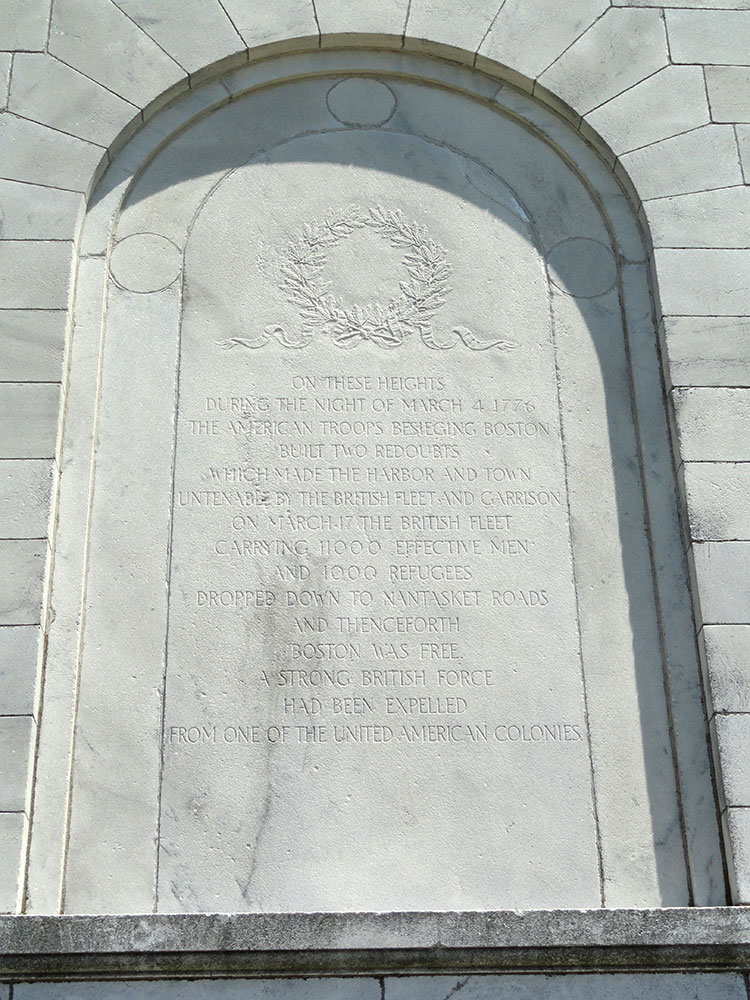 ON THESE HEIGHTS
DURING THE NIGHT OF MARCH 4 1776
THE AMERICAN TROOPS BESIEGING BOSTON
BUILT TWO REDOUBTS
WHICH MADE THE HARBOR AND TOWN
UNTENABLE BY THE BRITISH FLEET AND GARRISON
ON MARCH 17 THE BRITISH FLEET
CARRYING 11000 EFFECTIVE MEN
AND 1000 REFUGEES
DROPPED DOWN TO NANTASKET ROADS
AND THENCEFORTH
BOSTON WAS FREE
A STRONG BRITISH FORCE
HAD BEEN EXPELLED
FROM ONE OF THE UNITED AMERICAN COLONIES.